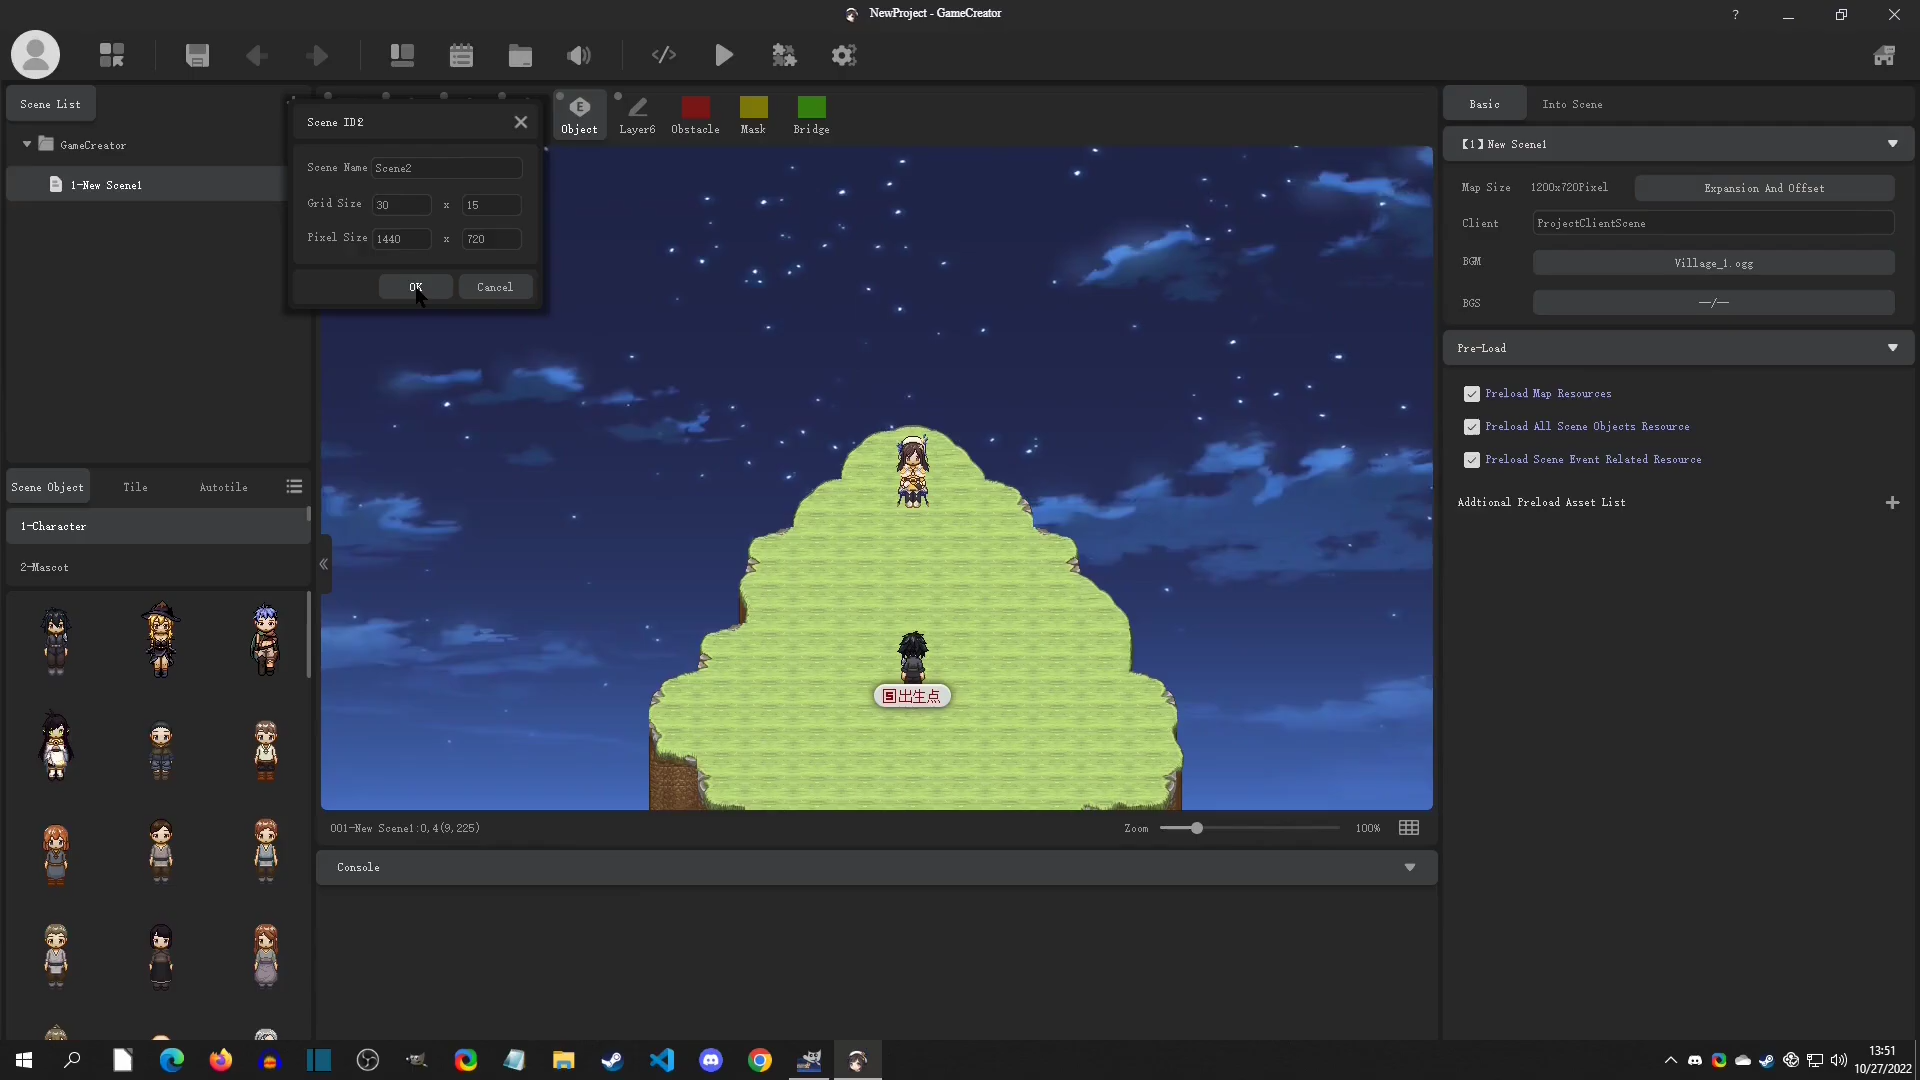 NewProject - GameCreator
?
Scene List
GameCreator
1-New Scene1
Scene ID2
Scene Name Scene2
Grid Size 30 x 15
Pixel Size 1440 x 720
OK Cancel
E
Object
Layer6
Obstacle
Mask
Bridge
S出生点
001-New Scene1:0,4(9,225)
Zoom
100%
Console
Scene Object
Tile
Autotile
1-Character
2-Mascot
Basic
Into Scene
【1】New Scene1
Map Size 1200x720Pixel Expansion And Offset
Client ProjectClientScene
BGM Village_1.ogg
BGS —/—
Pre-Load
Preload Map Resources
Preload All Scene Objects Resource
Preload Scene Event Related Resource
Addtional Preload Asset List
13:51
10/27/2022